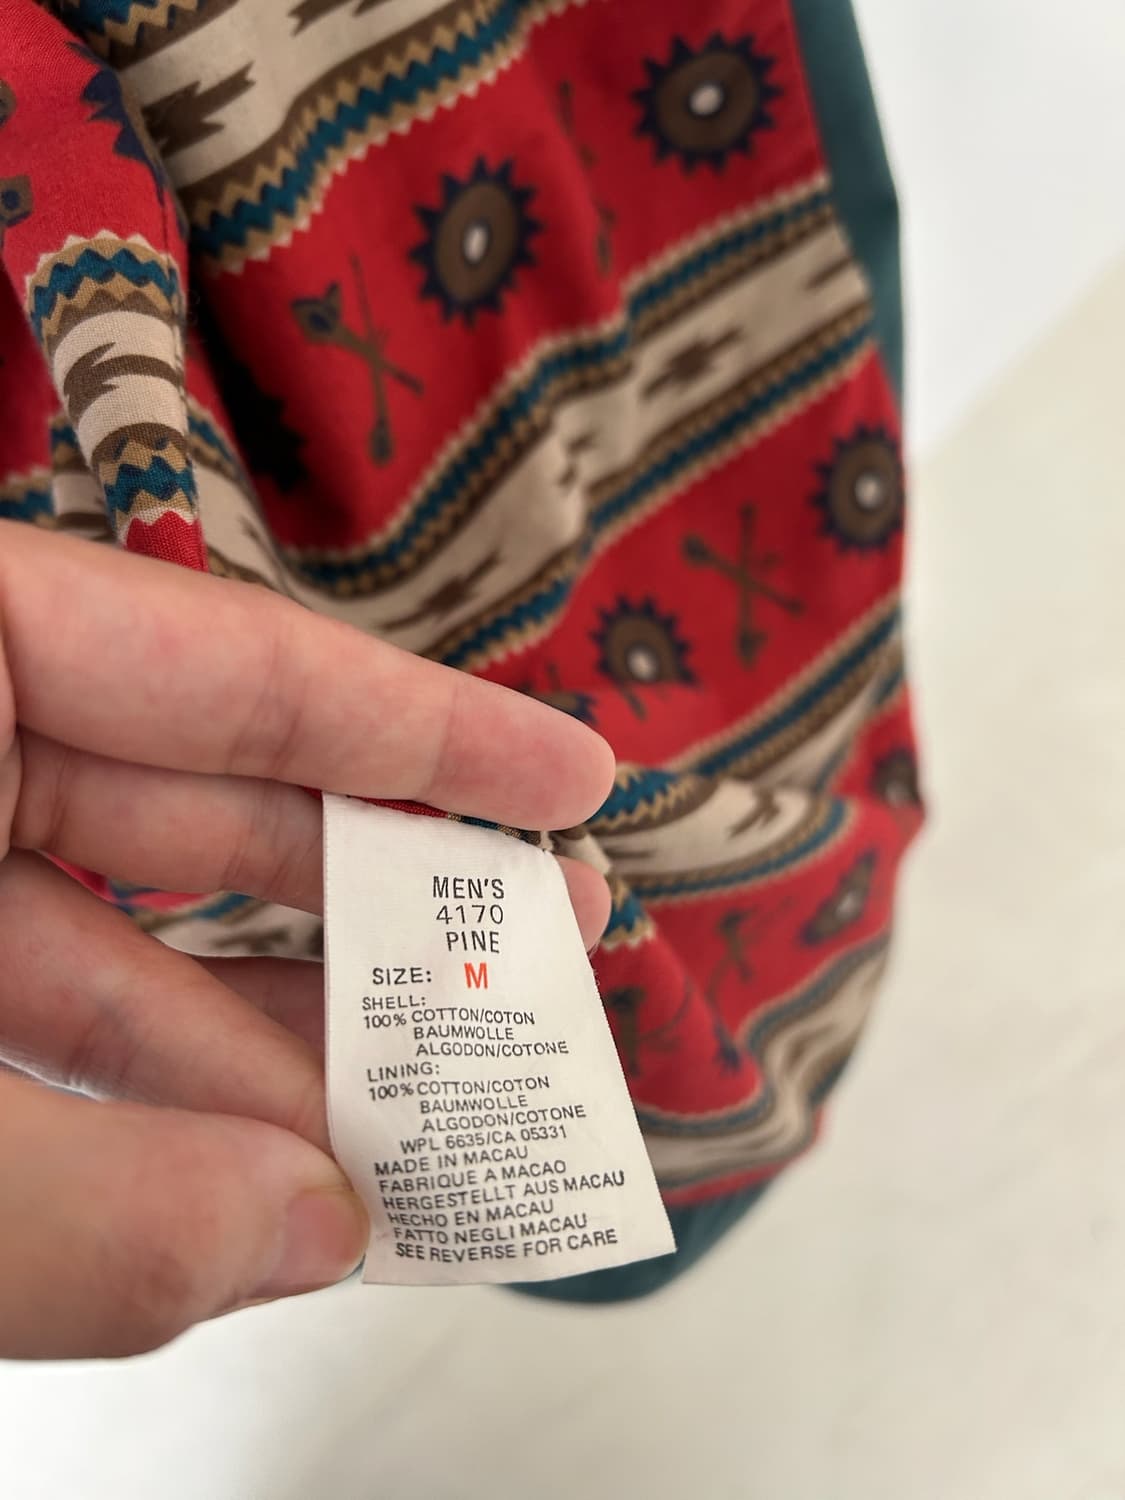 MEN'S
4170
PINE
SIZE: M
SHELL:
100% COTTON/COTON
BAUMWOLLE
ALGODON/COTONE
LINING:
100% COTTON/COTON
BAUMWOLLE
ALGODON/COTONE
WPL 6635/CA 05331
MADE IN MACAU
FABRIQUE A MACAO
HERGESTELLT AUS MACAU
HECHO EN MACAU
FATTO NEGLI MACAU
SEE REVERSE FOR CARE